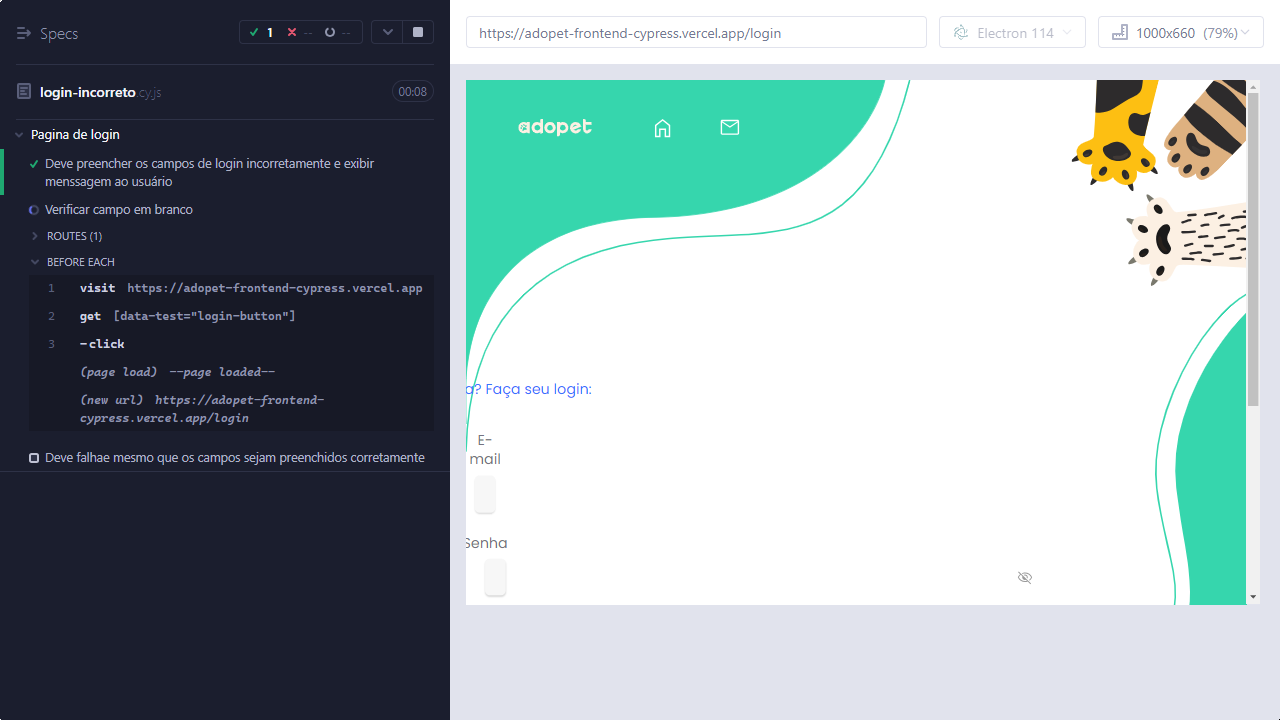 Specs
1
--
--
login-incorreto.cy.js
00:08
Pagina de login
Deve preencher os campos de login incorretamente e exibir
menssagem ao usuário
Verificar campo em branco
ROUTES (1)
BEFORE EACH
1 visit https://adopet-frontend-cypress.vercel.app
2 get [data-test="login-button"]
3 -click
(page load) --page loaded--
(new url) https://adopet-frontend-
cypress.vercel.app/login
Deve falhae mesmo que os campos sejam preenchidos corretamente
https://adopet-frontend-cypress.vercel.app/login
Electron 114
1000x660 (79%)
adopet
a? Faça seu login:
E-
mail
Senha